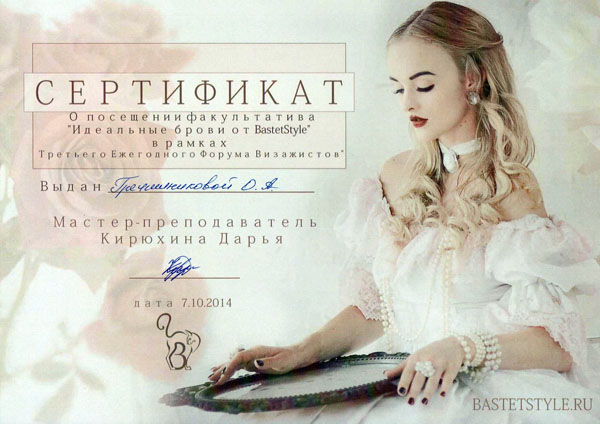 СЕРТИФИКАТ
О посещении факультатива
"Идеальные брови от BastetStyle"
в рамках
Третьего Ежегодного Форума Визажистов"
Выдан Гречишниковой О. А.
Мастер-преподаватель
Кирюхина Дарья
дата 7.10.2014
B
BASTETSTYLE.RU